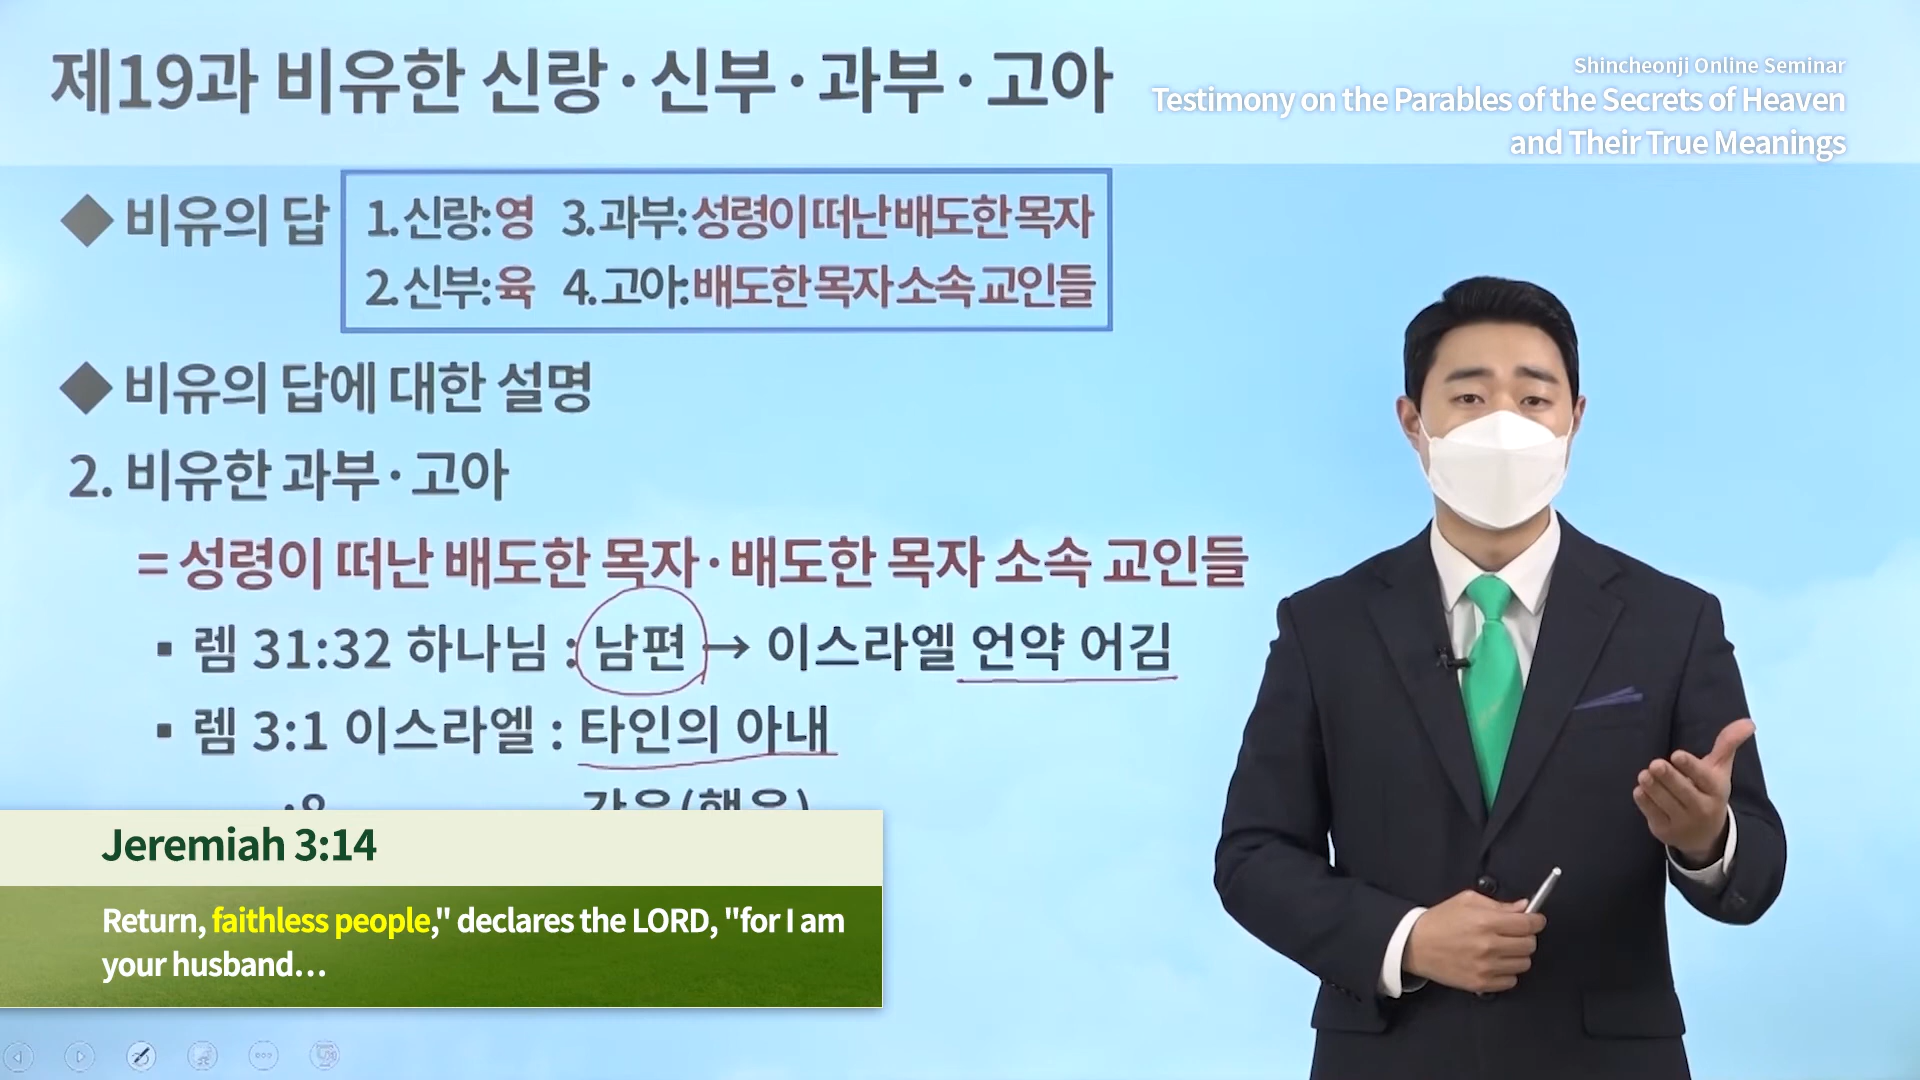 제19과 비유한 신랑·신부·과부·고아
Shincheonji Online Seminar
Testimony on the Parables of the Secrets of Heaven
and Their True Meanings
◆ 비유의 답
1. 신랑: 영 3. 과부: 성령이 떠난 배도한 목자
2. 신부: 육 4. 고아: 배도한 목자 소속 교인들
◆ 비유의 답에 대한 설명
2. 비유한 과부·고아
= 성령이 떠난 배도한 목자·배도한 목자 소속 교인들
▪ 렘 31:32 하나님 : 남편 → 이스라엘 언약 어김
▪ 렘 3:1 이스라엘 : 타인의 아내
Jeremiah 3:14
Return, faithless people," declares the LORD, "for I am
your husband…